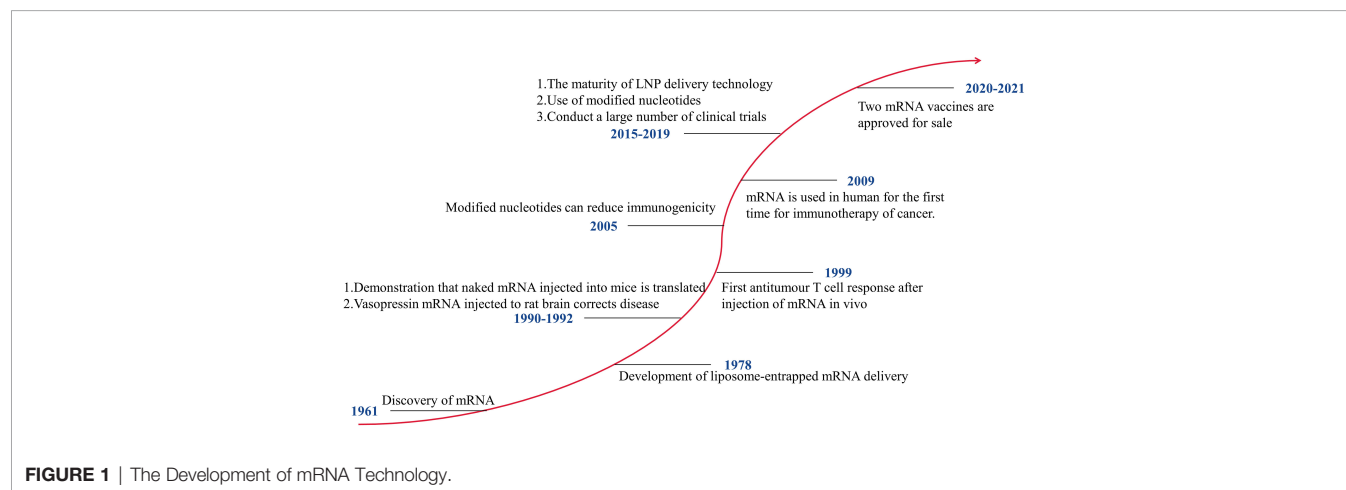 1.The maturity of LNP delivery technology
2.Use of modified nucleotides
3.Conduct a large number of clinical trials
2015-2019
2020-2021
Two mRNA vaccines are
approved for sale
2009
mRNA is used in human for the first
time for immunotherapy of cancer.
Modified nucleotides can reduce immunogenicity
2005
1999
First antitumour T cell response after
injection of mRNA in vivo
1.Demonstration that naked mRNA injected into mice is translated
2.Vasopressin mRNA injected to rat brain corrects disease
1990-1992
1978
Development of liposome-entrapped mRNA delivery
Discovery of mRNA
1961
FIGURE 1 | The Development of mRNA Technology.